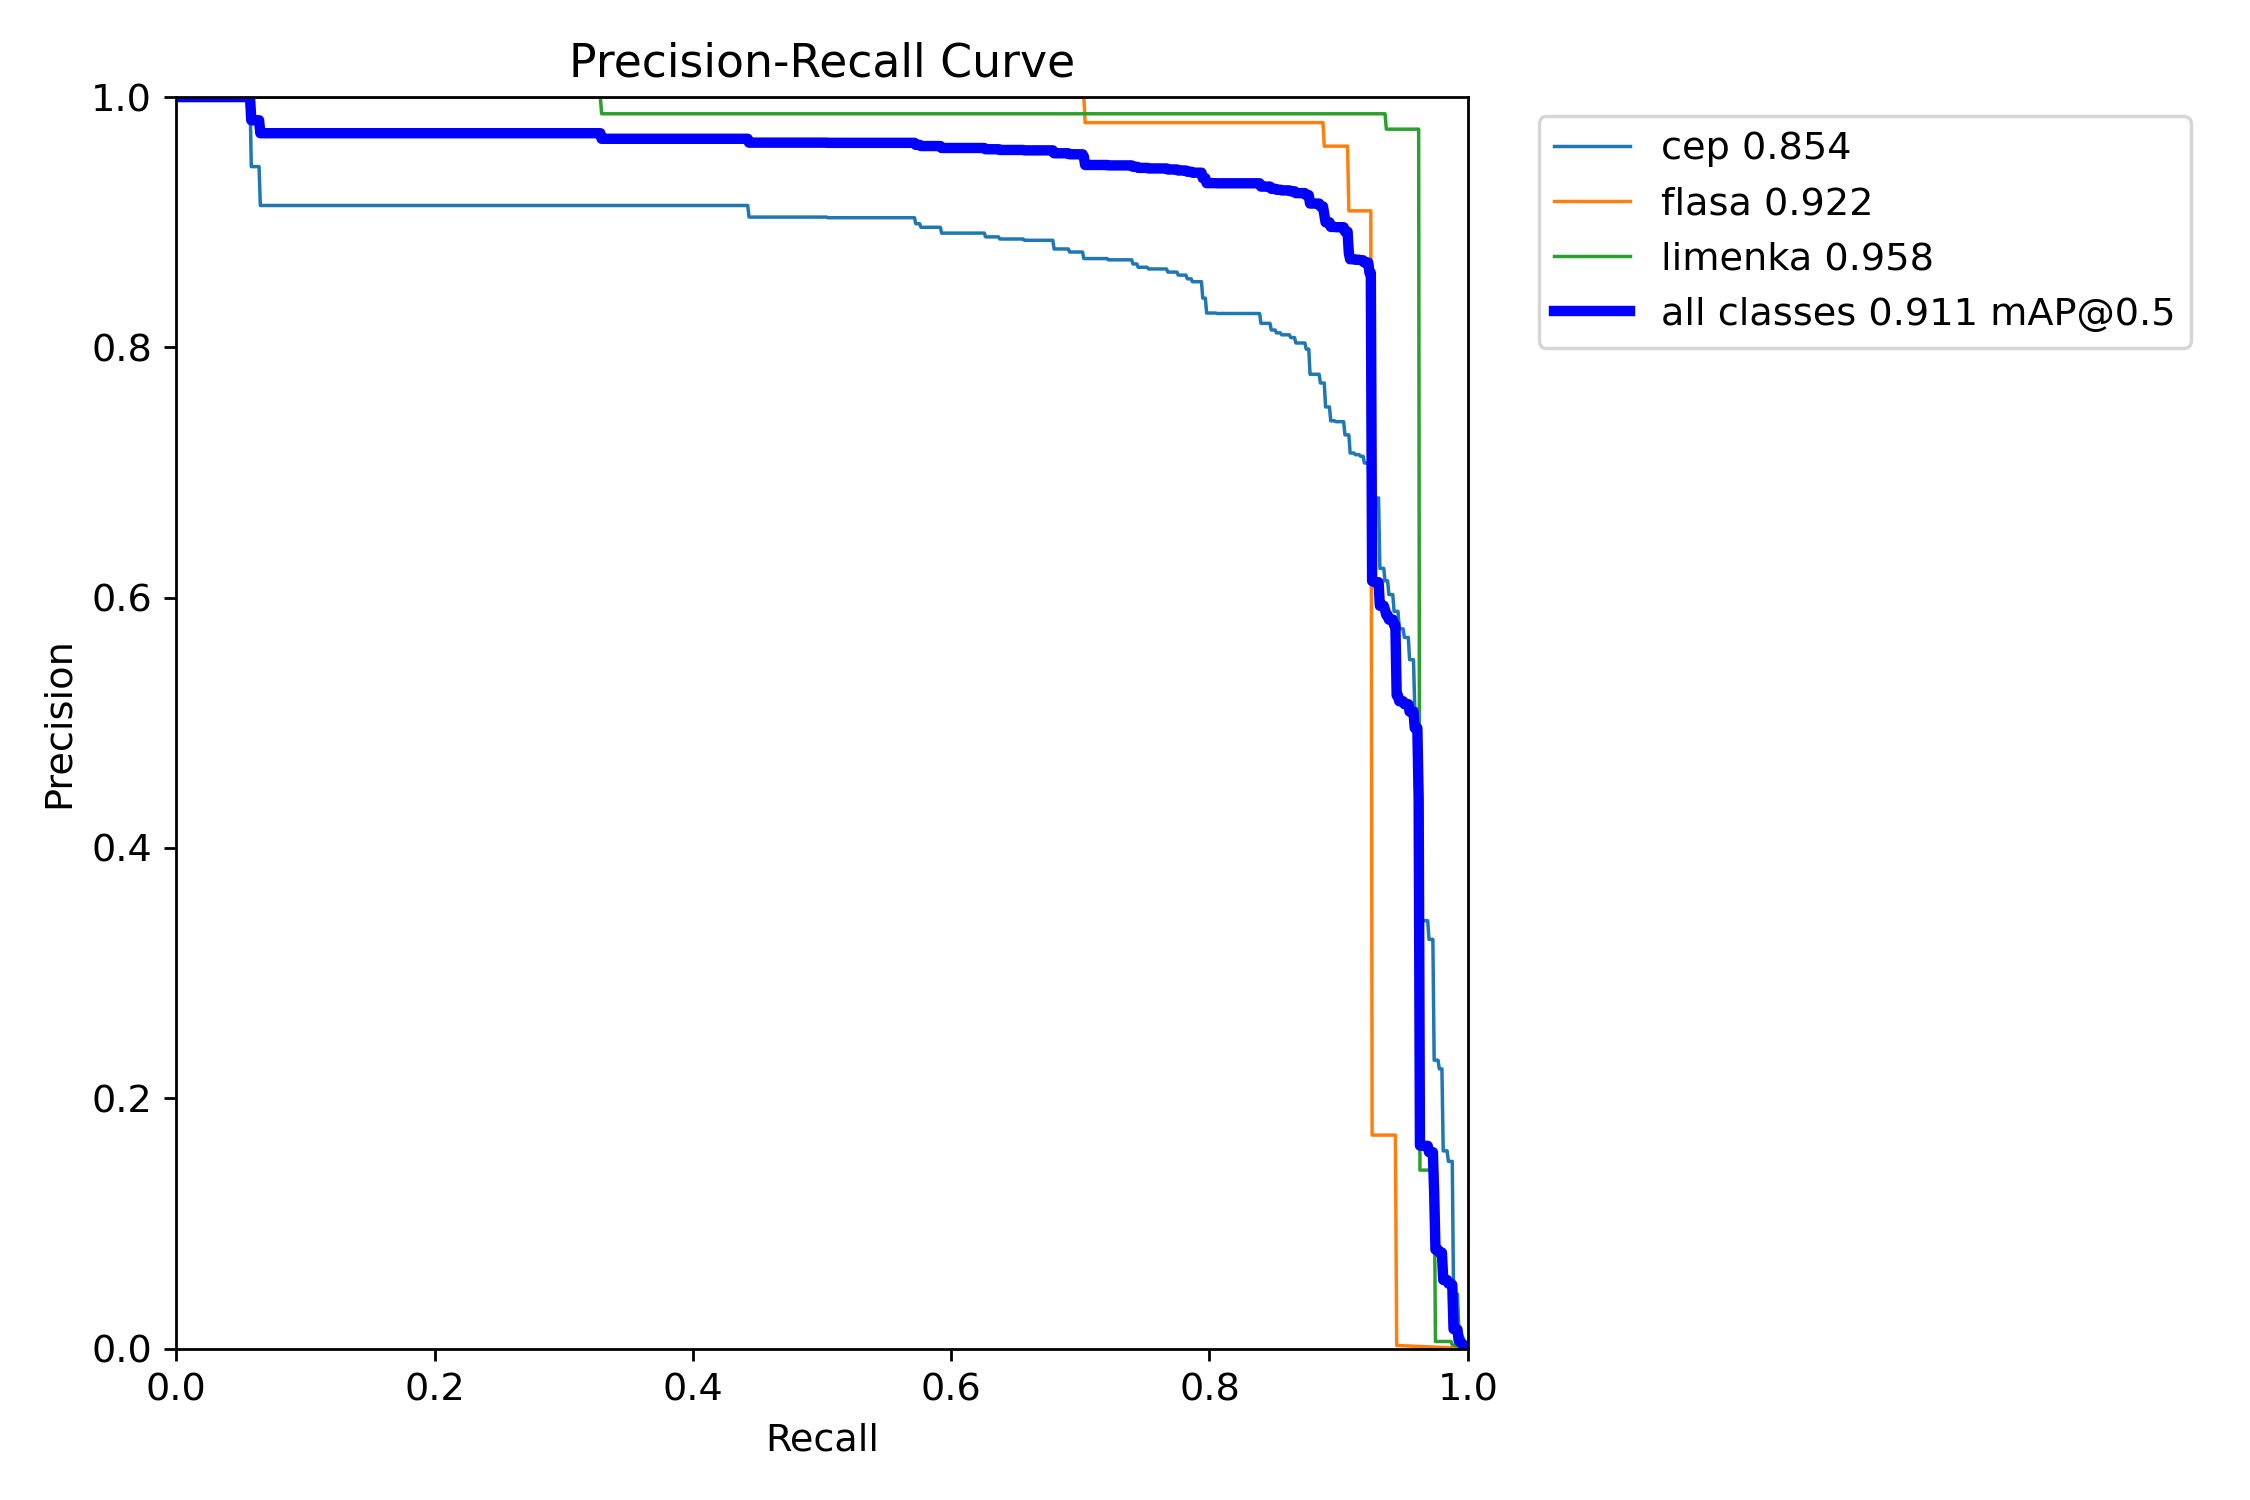 Precision-Recall Curve
1.0
0.8
0.6
0.4
0.2
0.0
Precision
0.0 0.2 0.4 0.6 0.8 1.0
Recall
cep 0.854
flasa 0.922
limenka 0.958
all classes 0.911 mAP@0.5